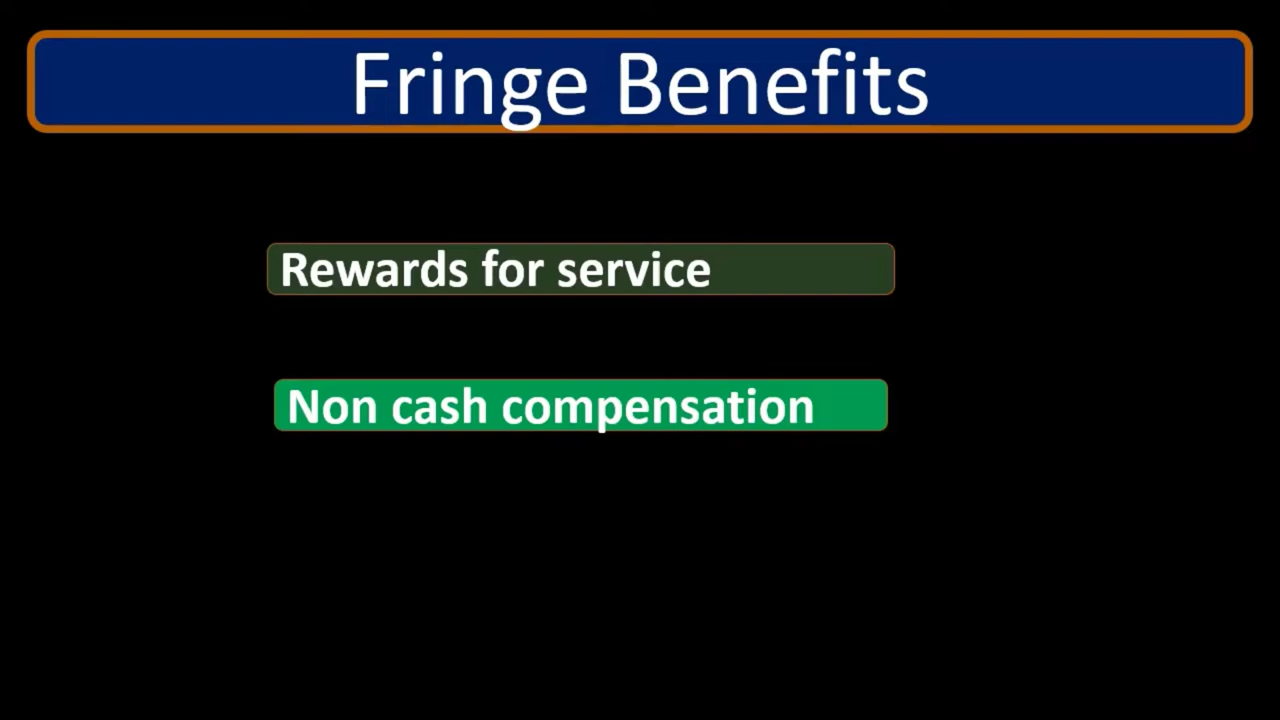 Fringe Benefits
Rewards for service
Non cash compensation